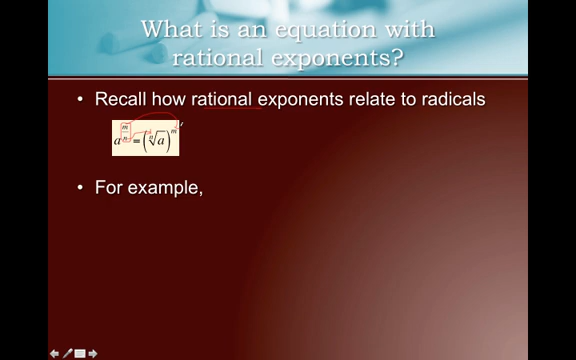 What is an equation with
rational exponents?
• Recall how rational exponents relate to radicals
a^{m/n} = (ⁿ√a)^m
• For example,